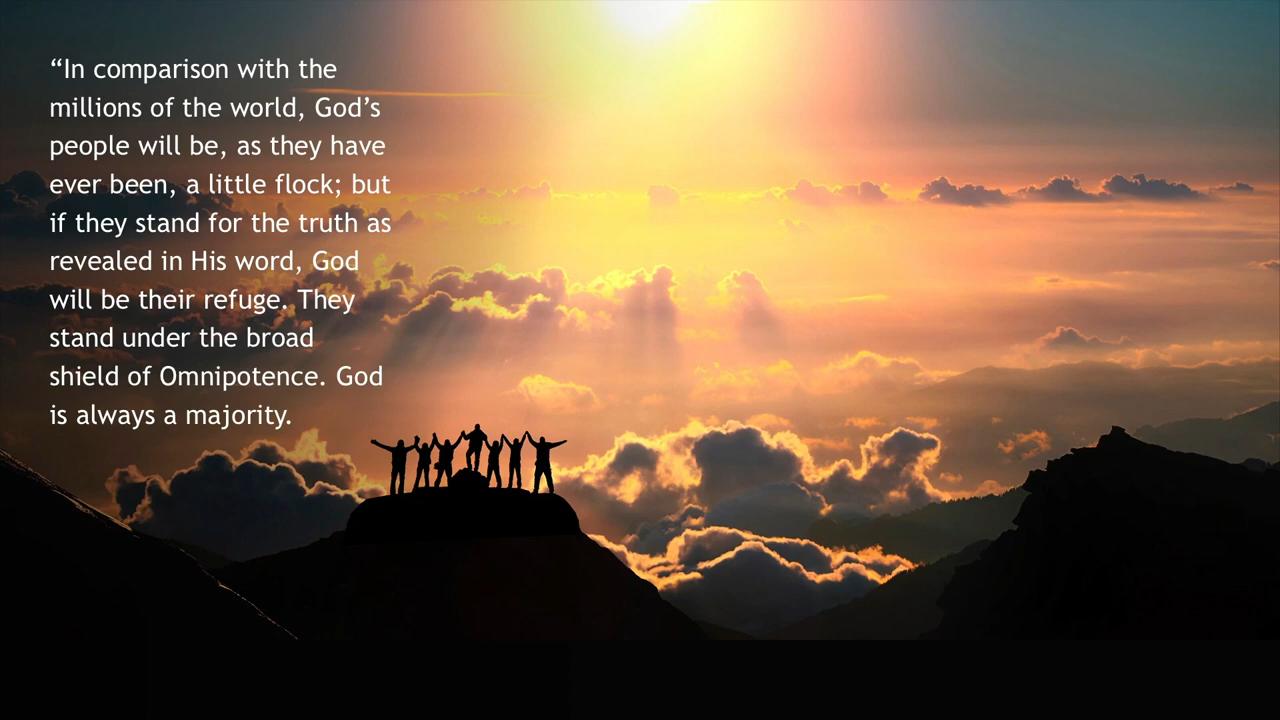 “In comparison with the
millions of the world, God’s
people will be, as they have
ever been, a little flock; but
if they stand for the truth as
revealed in His word, God
will be their refuge. They
stand under the broad
shield of Omnipotence. God
is always a majority.